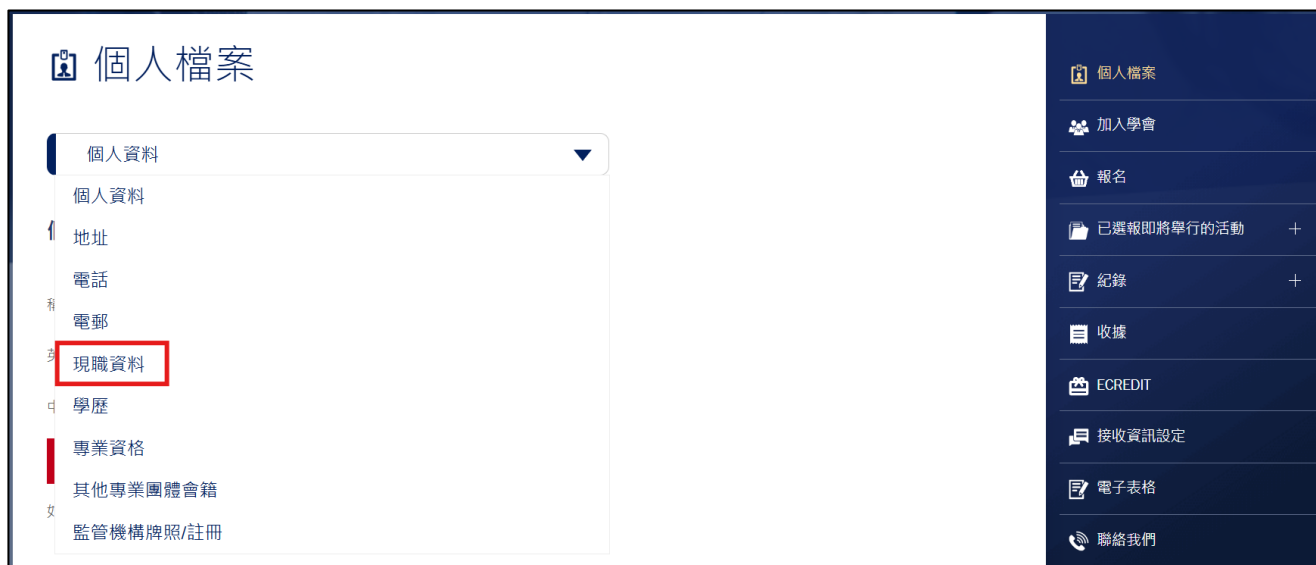 個人檔案
個人資料
個人資料
地址
電話
電郵
現職資料
學歷
專業資格
其他專業團體會籍
監管機構牌照/註冊
個人檔案
加入學會
報名
已選報即將舉行的活動
紀錄
收據
ECREDIT
接收資訊設定
電子表格
聯絡我們